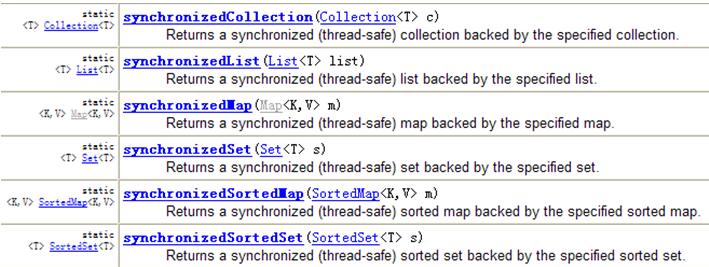 static
<T> Collection<T>
synchronizedCollection(Collection<T> c)
Returns a synchronized (thread-safe) collection backed by the specified collection.
static
<T> List<T>
synchronizedList(List<T> list)
Returns a synchronized (thread-safe) list backed by the specified list.
static
<K,V> Map<K,V>
synchronizedMap(Map<K,V> m)
Returns a synchronized (thread-safe) map backed by the specified map.
static
<T> Set<T>
synchronizedSet(Set<T> s)
Returns a synchronized (thread-safe) set backed by the specified set.
static
<K,V> SortedMap<K,V>
synchronizedSortedMap(SortedMap<K,V> m)
Returns a synchronized (thread-safe) sorted map backed by the specified sorted map.
static
<T> SortedSet<T>
synchronizedSortedSet(SortedSet<T> s)
Returns a synchronized (thread-safe) sorted set backed by the specified sorted set.